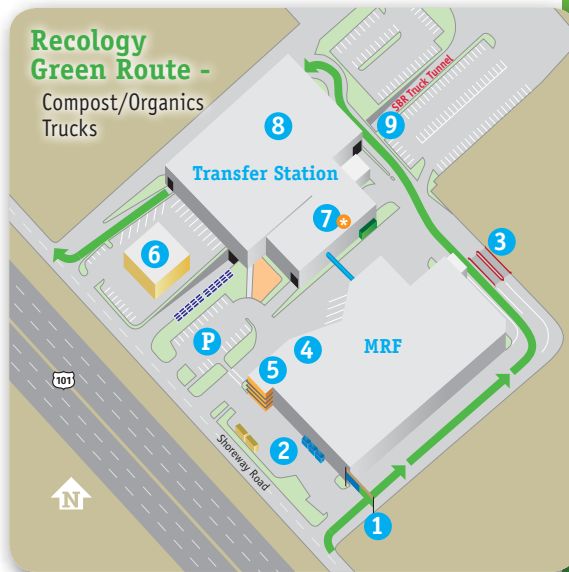 Recology
Green Route -
Compost/Organics
Trucks
SBR Truck Tunnel
8
9
Transfer Station
7
*
3
6
P
4
MRF
5
101
2
Shoreway Road
N
1